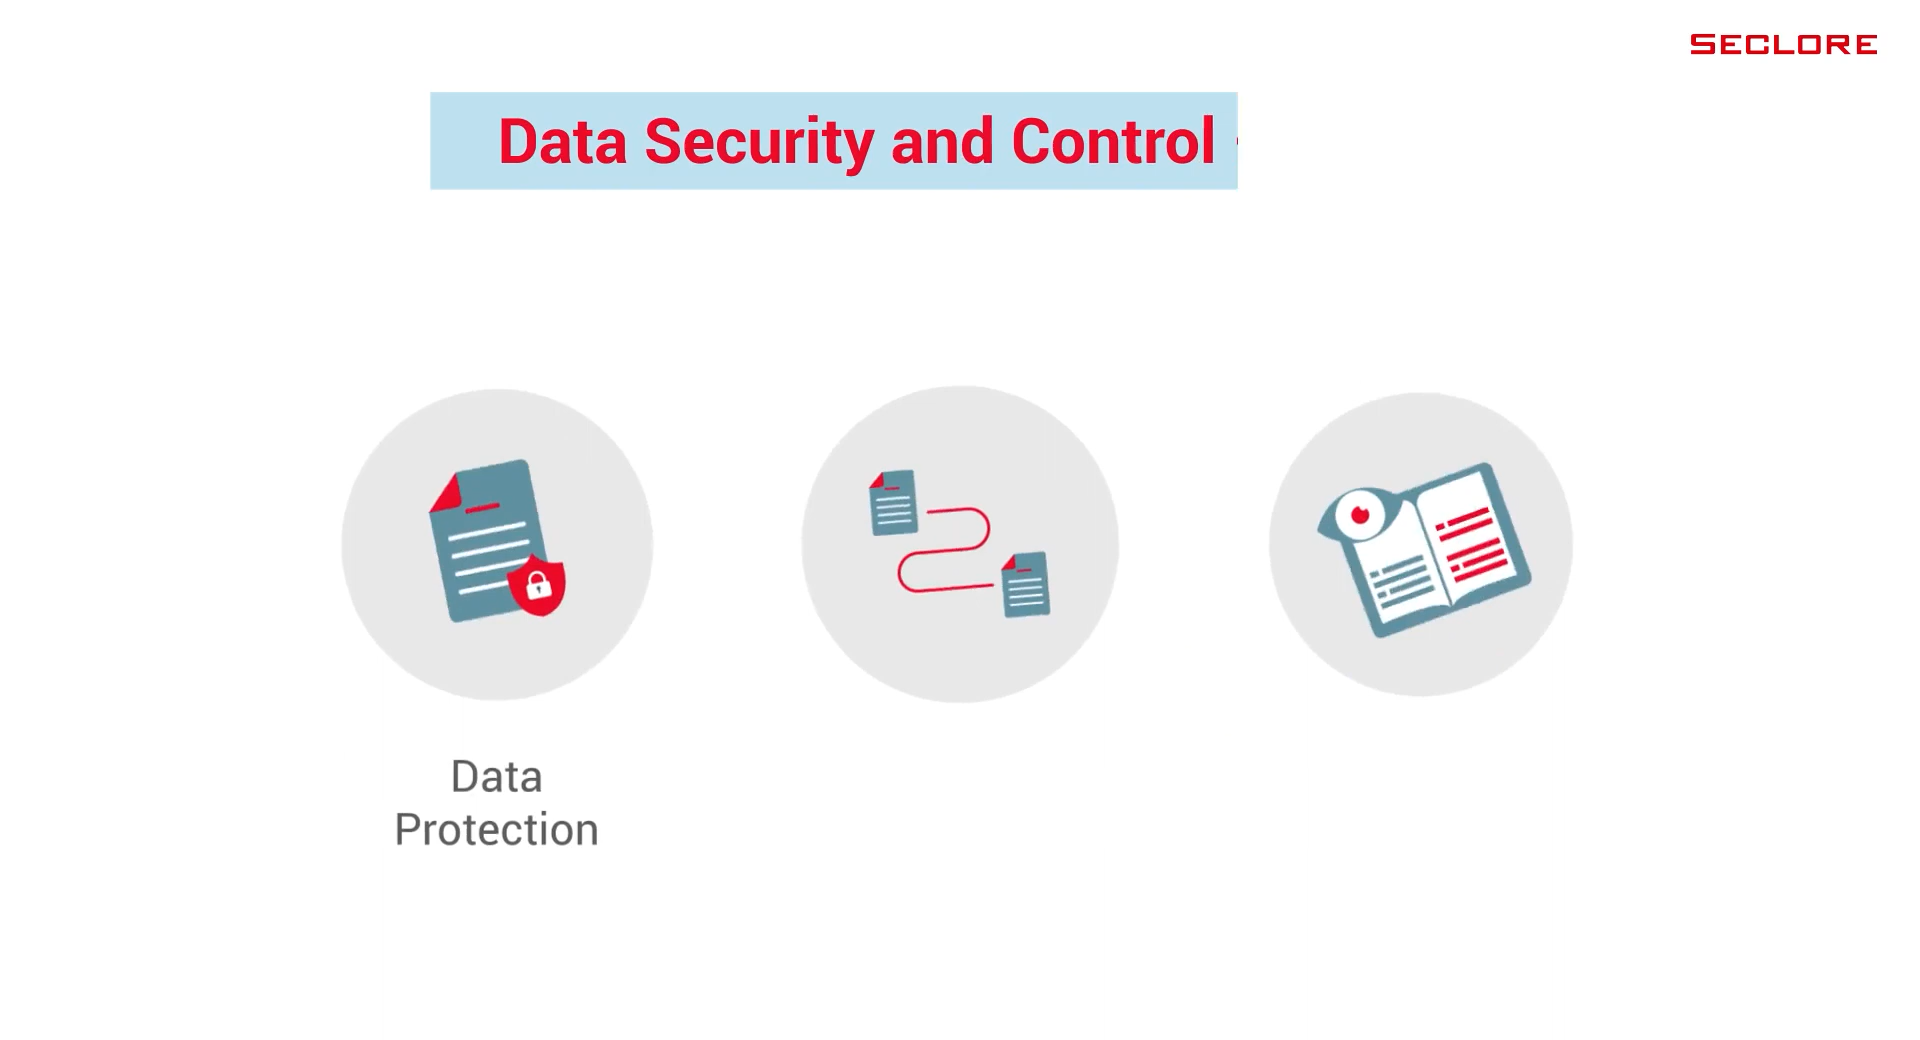 SECLORE
Data Security and Control
Data
Protection